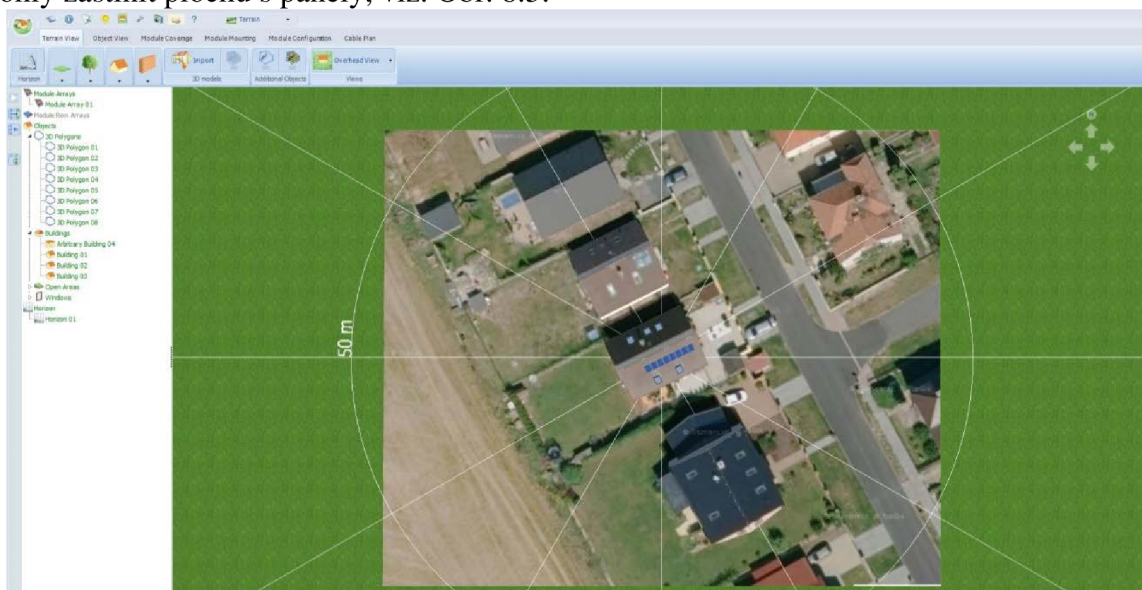 omly zastínit plochu s panely, viz. Obr. 8.5.
?
Terrain
Terrain View Object View Module Coverage Module Mounting Module Configuration Cable Plan
Import
Overhead View
Horizon
3D models
Additional Objects
Views
Module Arrays
Module Array 01
Module Row Arrays
Objects
3D Polygons
3D Polygon 01
3D Polygon 02
3D Polygon 03
3D Polygon 04
3D Polygon 05
3D Polygon 06
3D Polygon 07
3D Polygon 08
Buildings
Arbitrary Building 04
Building 01
Building 02
Building 03
Open Areas
Windows
Horizon
Horizon 01
50 m